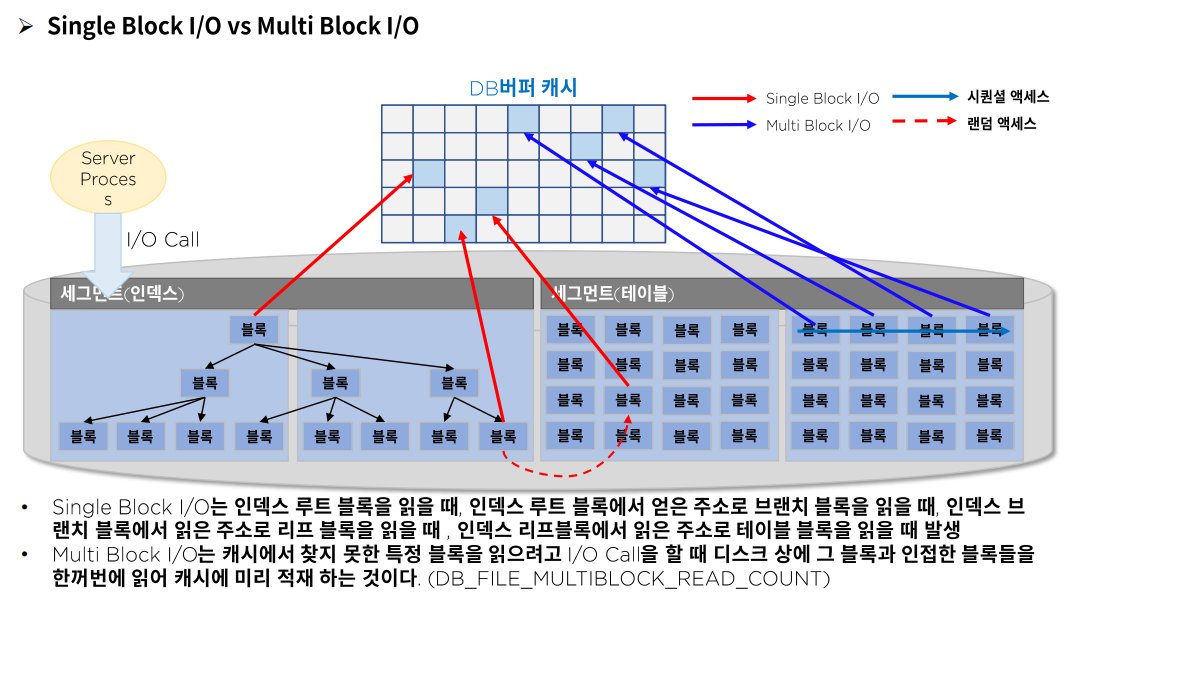 ➢ Single Block I/O vs Multi Block I/O
DB버퍼 캐시
Single Block I/O
시퀀셜 액세스
Multi Block I/O
랜덤 액세스
Server
Proces
s
I/O Call
세그먼트(인덱스)
세그먼트(테이블)
블록
블록 블록 블록
블록 블록 블록 블록 블록 블록 블록 블록
블록 블록 블록 블록 블록 블록 블록 블록
블록 블록 블록 블록 블록 블록 블록 블록
블록 블록 블록 블록 블록 블록 블록 블록
블록 블록 블록 블록 블록 블록 블록 블록
• Single Block I/O는 인덱스 루트 블록을 읽을 때, 인덱스 루트 블록에서 얻은 주소로 브랜치 블록을 읽을 때, 인덱스 브
랜치 블록에서 읽은 주소로 리프 블록을 읽을 때 , 인덱스 리프블록에서 읽은 주소로 테이블 블록을 읽을 때 발생
• Multi Block I/O는 캐시에서 찾지 못한 특정 블록을 읽으려고 I/O Call을 할 때 디스크 상에 그 블록과 인접한 블록들을
한꺼번에 읽어 캐시에 미리 적재 하는 것이다. (DB_FILE_MULTIBLOCK_READ_COUNT)